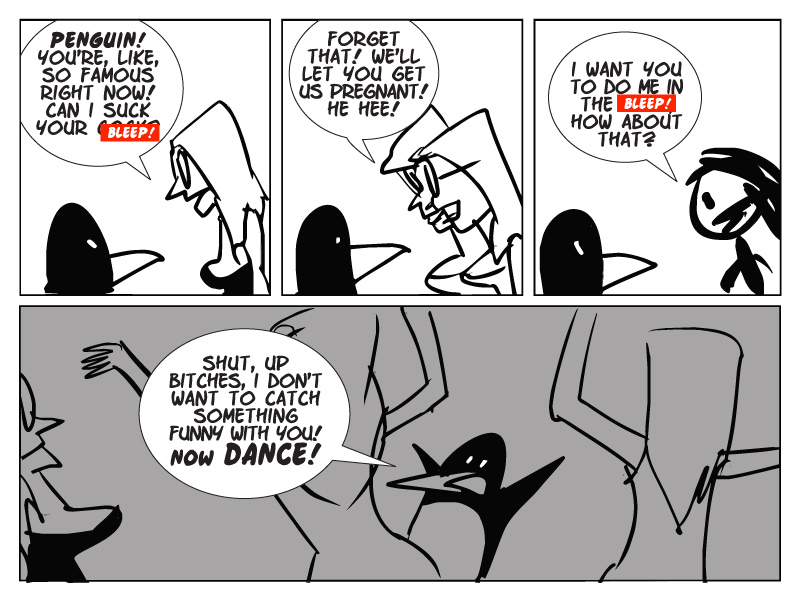 PENGUIN!
YOU'RE, LIKE,
SO FAMOUS
RIGHT NOW!
CAN I SUCK
YOUR BLEEP!
FORGET
THAT! WE'LL
LET YOU GET
US PREGNANT!
HE HEE!
I WANT YOU
TO DO ME IN
THE BLEEP!
HOW ABOUT
THAT?
SHUT, UP
BITCHES, I DON'T
WANT TO CATCH
SOMETHING
FUNNY WITH YOU!
NOW DANCE!